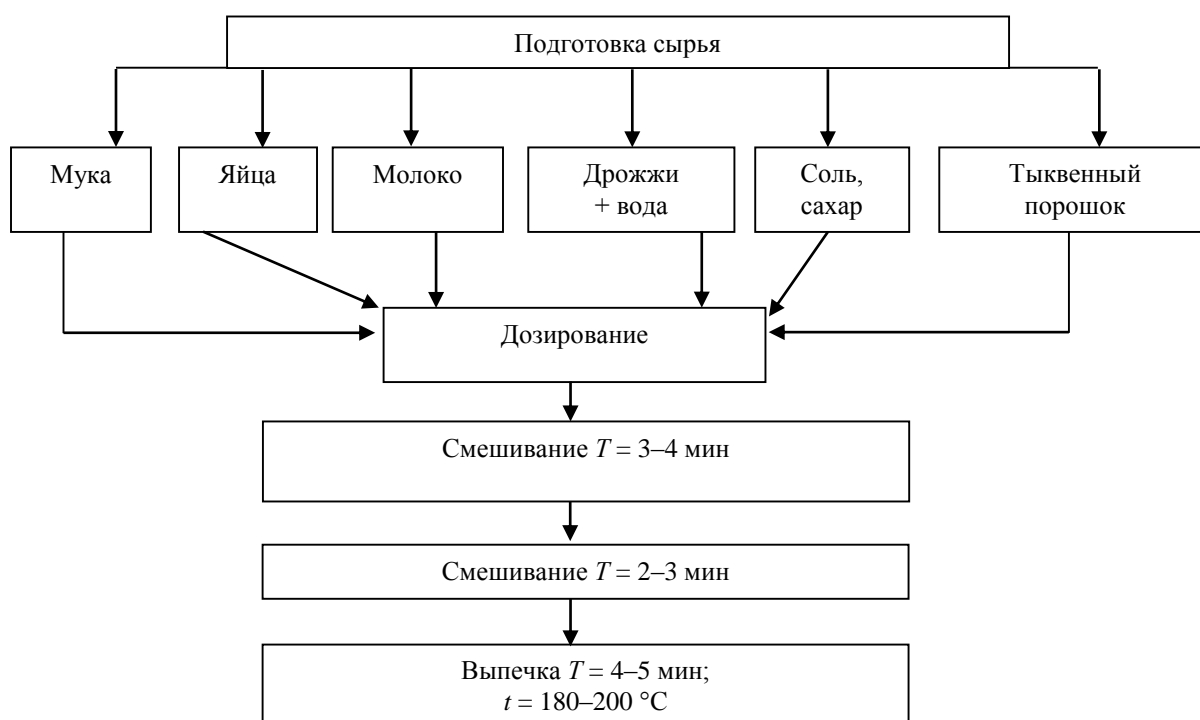 Подготовка сырья
Мука
Яйца
Молоко
Дрожжи
+ вода
Соль,
сахар
Тыквенный
порошок
Дозирование
Смешивание T = 3–4 мин
Смешивание T = 2–3 мин
Выпечка T = 4–5 мин;
t = 180–200 °C